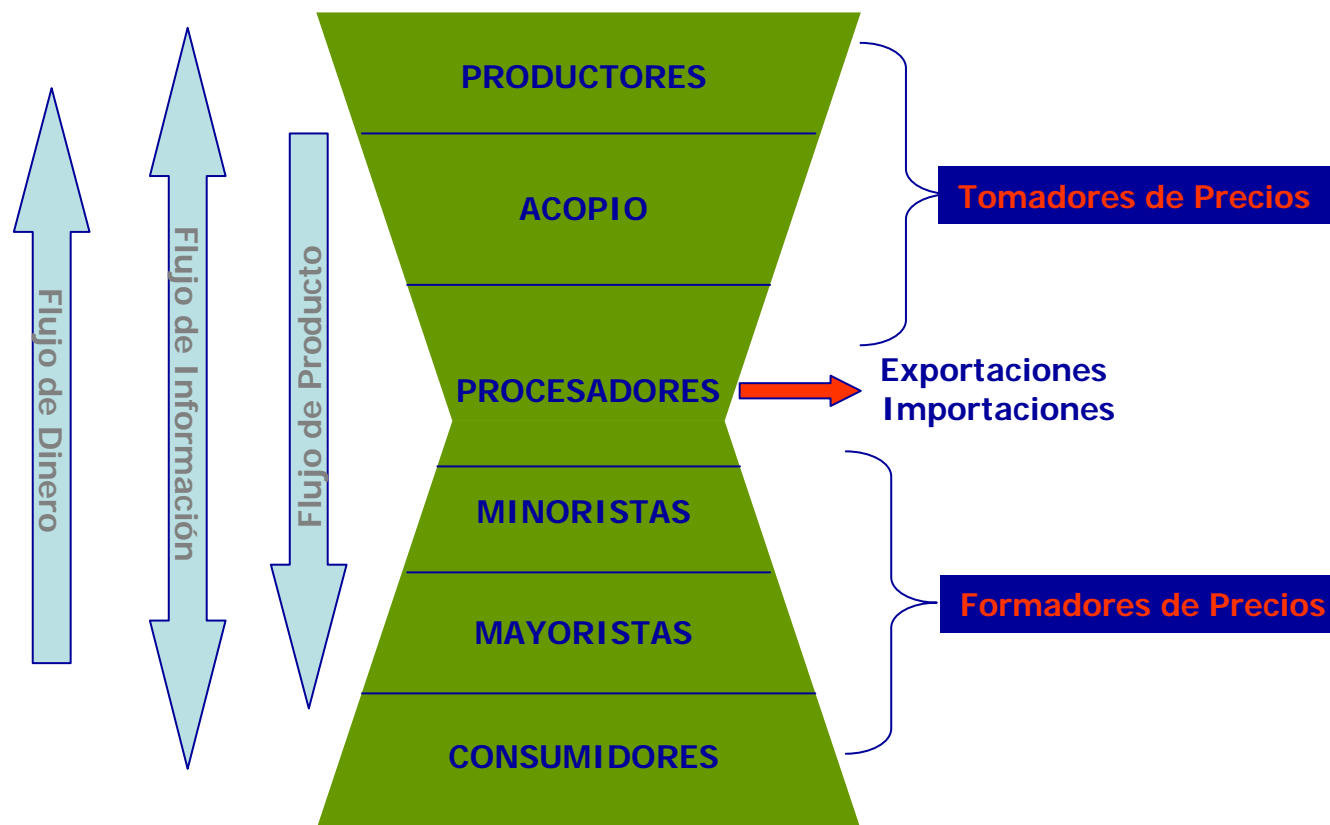 Flujo de Dinero
Flujo de Información
Flujo de Producto
PRODUCTORES
ACOPIO
PROCESADORES
MINORISTAS
MAYORISTAS
CONSUMIDORES
Tomadores de Precios
Exportaciones
Importaciones
Formadores de Precios